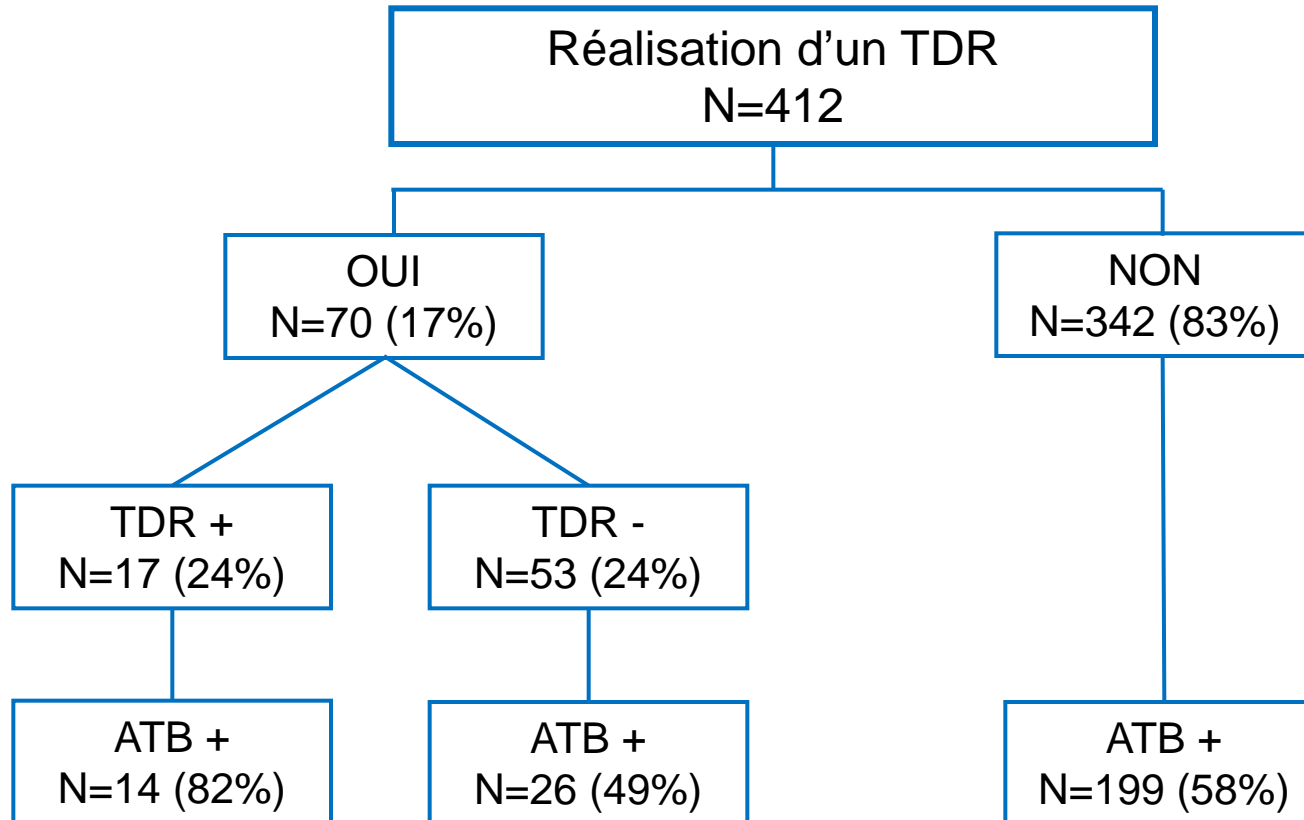 Réalisation d’un TDR
N=412
OUI
N=70 (17%)
NON
N=342 (83%)
TDR +
N=17 (24%)
TDR -
N=53 (24%)
ATB +
N=14 (82%)
ATB +
N=26 (49%)
ATB +
N=199 (58%)